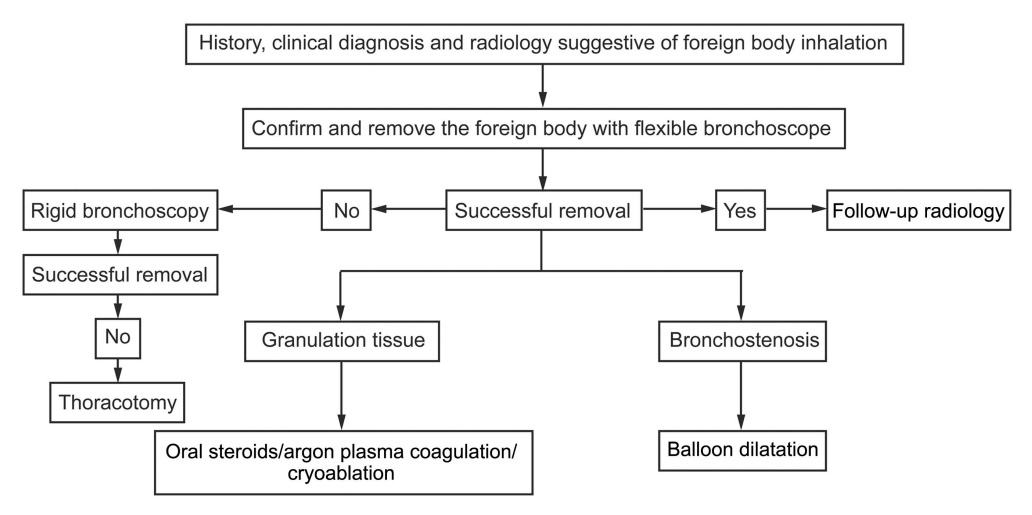 History, clinical diagnosis and radiology suggestive of foreign body inhalation
Confirm and remove the foreign body with flexible bronchoscope
Rigid bronchoscopy
No
Successful removal
Yes
Follow-up radiology
Successful removal
No
Granulation tissue
Bronchostenosis
Thoracotomy
Oral steroids/argon plasma coagulation/
cryoablation
Balloon dilatation